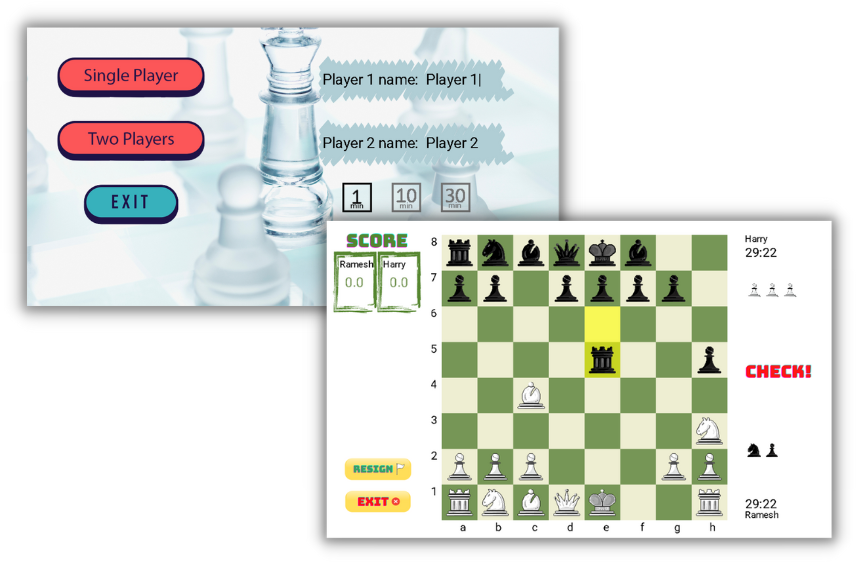 Single Player
Player 1 name: Player 1|
Two Players
Player 2 name: Player 2
EXIT
1
min
10
min
30
min
SCORE
Ramesh
Harry
0.0
0.0
8
7
6
5
4
3
2
1
a b c d e f g h
RESIGN
EXIT
Harry
29:22
CHECK!
29:22
Ramesh